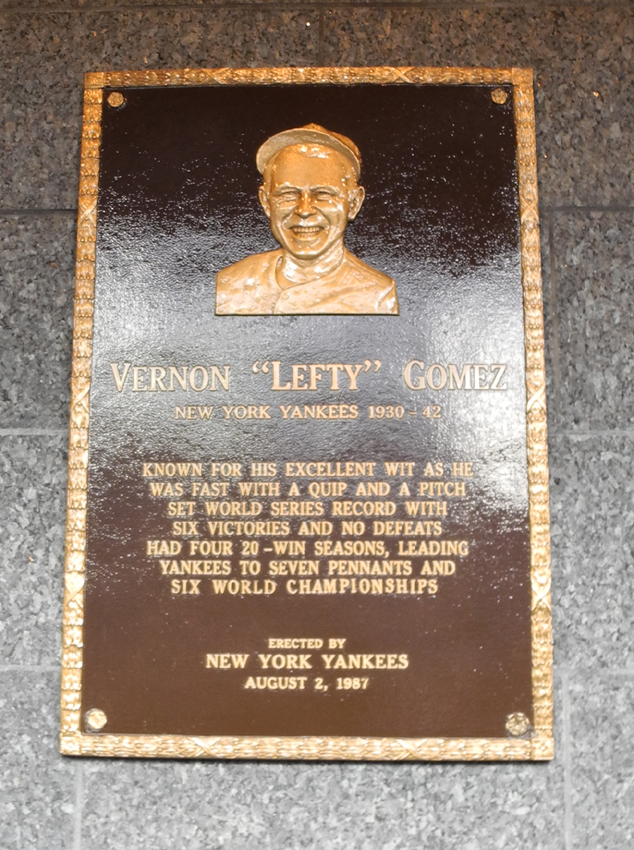 VERNON "LEFTY" GOMEZ
NEW YORK YANKEES 1930-42
KNOWN FOR HIS EXCELLENT WIT AS HE
WAS FAST WITH A QUIP AND A PITCH
SET WORLD SERIES RECORD WITH
SIX VICTORIES AND NO DEFEATS
HAD FOUR 20-WIN SEASONS, LEADING
YANKEES TO SEVEN PENNANTS AND
SIX WORLD CHAMPIONSHIPS
ERECTED BY
NEW YORK YANKEES
AUGUST 2, 1987